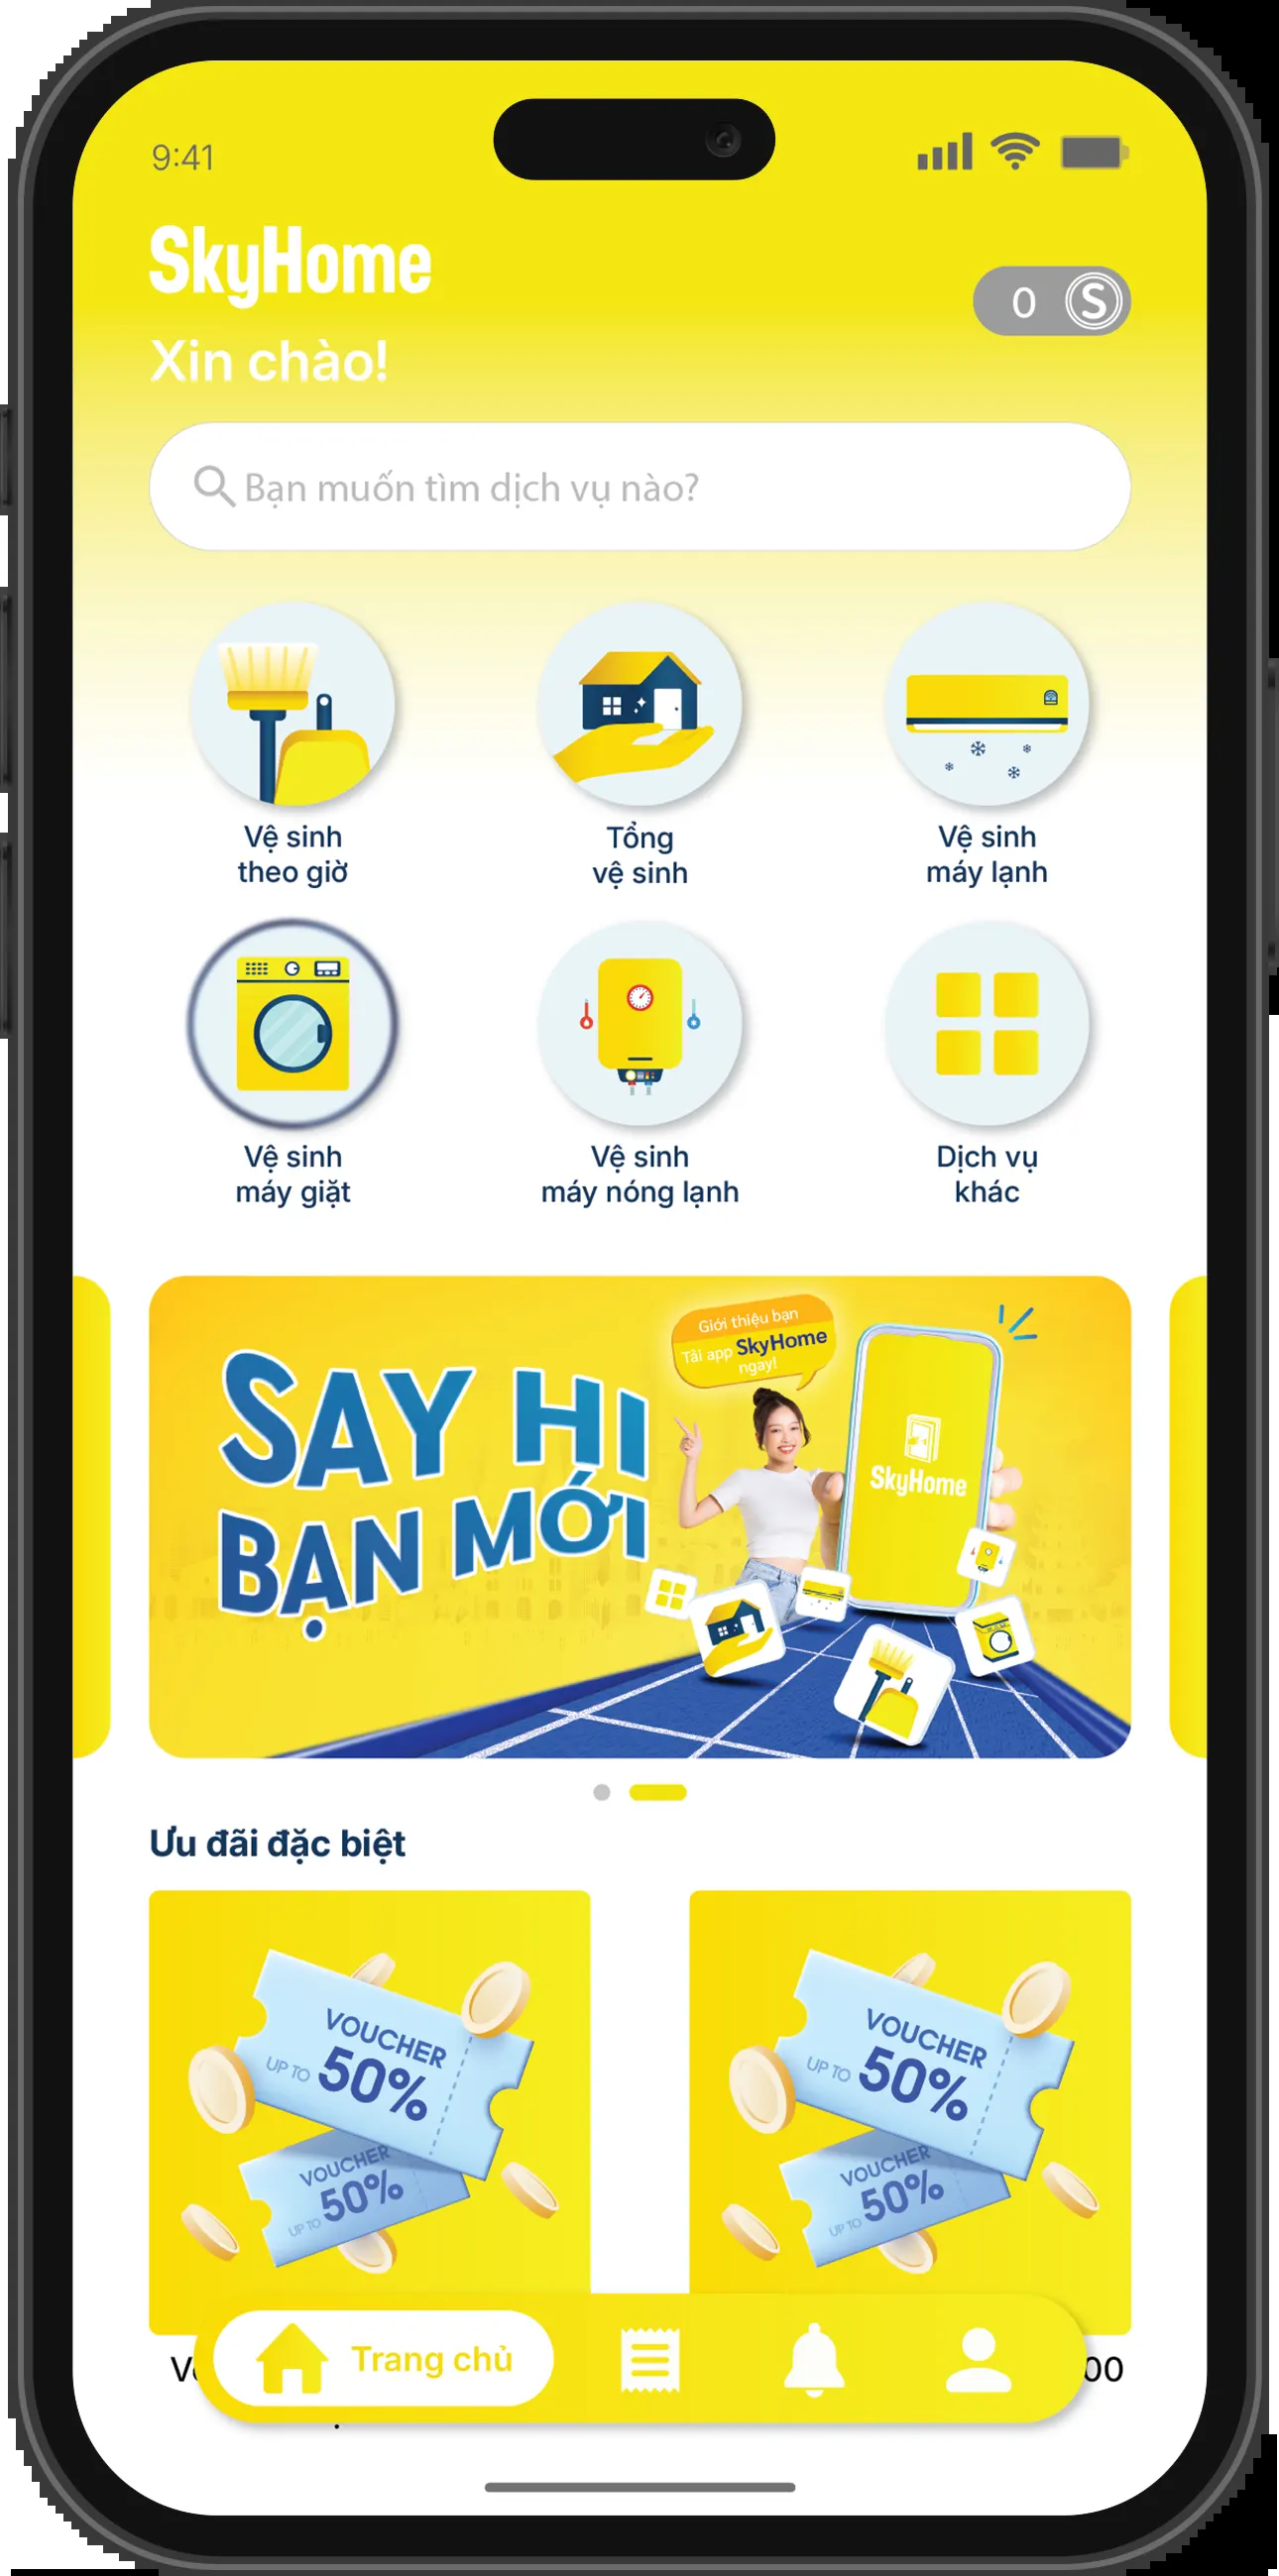 9:41
SkyHome
0 S
Xin chào!
Bạn muốn tìm dịch vụ nào?
Vệ sinh
theo giờ
Tổng
vệ sinh
Vệ sinh
máy lạnh
Vệ sinh
máy giặt
Vệ sinh
máy nóng lạnh
Dịch vụ
khác
SAY HI
BẠN MỚI
Giới thiệu bạn
Tải app SkyHome
ngay!
SkyHome
Ưu đãi đặc biệt
VOUCHER
UP TO 50%
VOUCHER
UP TO 50%
VOUCHER
UP TO 50%
VOUCHER
UP TO 50%
Trang chủ
00